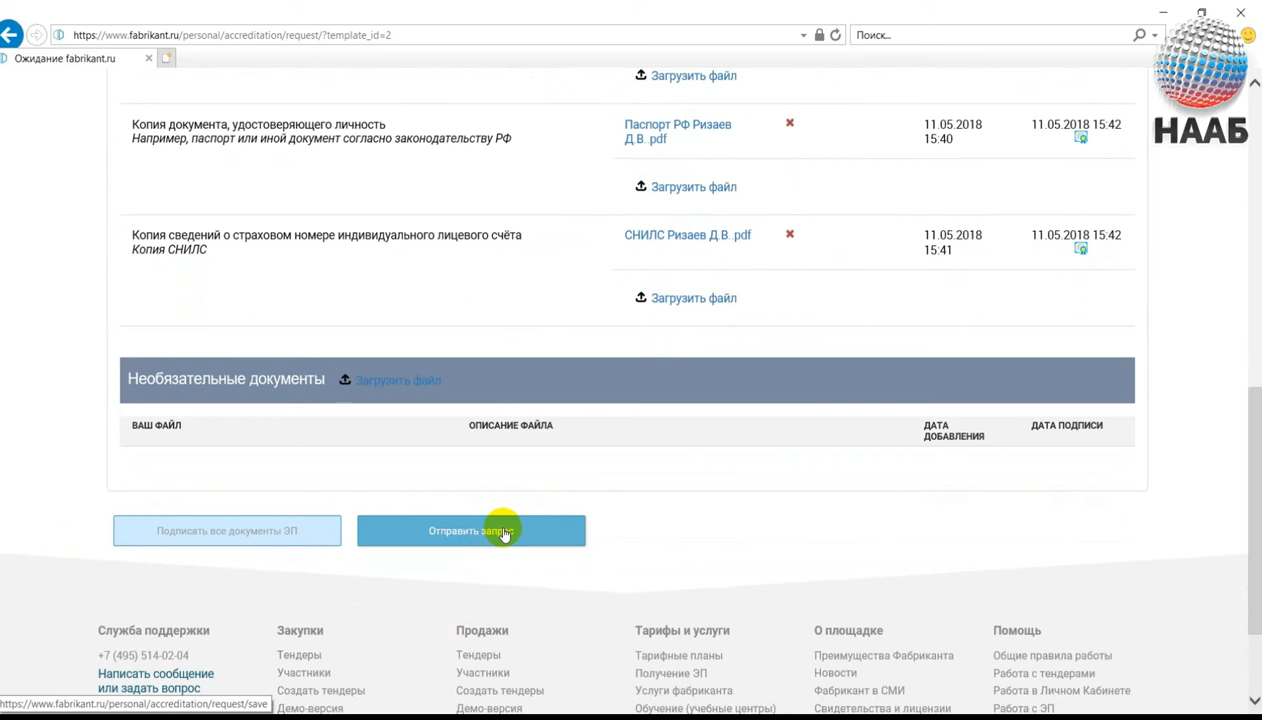 https://www.fabrikant.ru/personal/accreditation/request/?template_id=2
Поиск...
Ожидание fabrikant.ru
НААБ
Загрузить файл
Копия документа, удостоверяющего личность
Например, паспорт или иной документ согласно законодательству РФ
Паспорт РФ Ризаев
Д.В..pdf
11.05.2018
15:40
11.05.2018 15:42
Загрузить файл
Копия сведений о страховом номере индивидуального лицевого счёта
Копия СНИЛС
СНИЛС Ризаев Д.В..pdf
11.05.2018
15:41
11.05.2018 15:42
Загрузить файл
Необязательные документы Загрузить файл
ВАШ ФАЙЛ
ОПИСАНИЕ ФАЙЛА
ДАТА
ДОБАВЛЕНИЯ
ДАТА ПОДПИСИ
Подписать все документы ЭП
Отправить запрос
Служба поддержки
+7 (495) 514-02-04
Написать сообщение
или задать вопрос
Закупки
Тендеры
Участники
Создать тендеры
Демо-версия
Продажи
Тендеры
Участники
Создать тендеры
Демо-версия
Тарифы и услуги
Тарифные планы
Получение ЭП
Услуги фабриканта
Обучение (учебные центры)
О площадке
Преимущества Фабриканта
Новости
Фабрикант в СМИ
Свидетельства и лицензии
Помощь
Общие правила работы
Работа с тендерами
Работа в Личном Кабинете
Работа с ЭП
https://www.fabrikant.ru/personal/accreditation/request/save